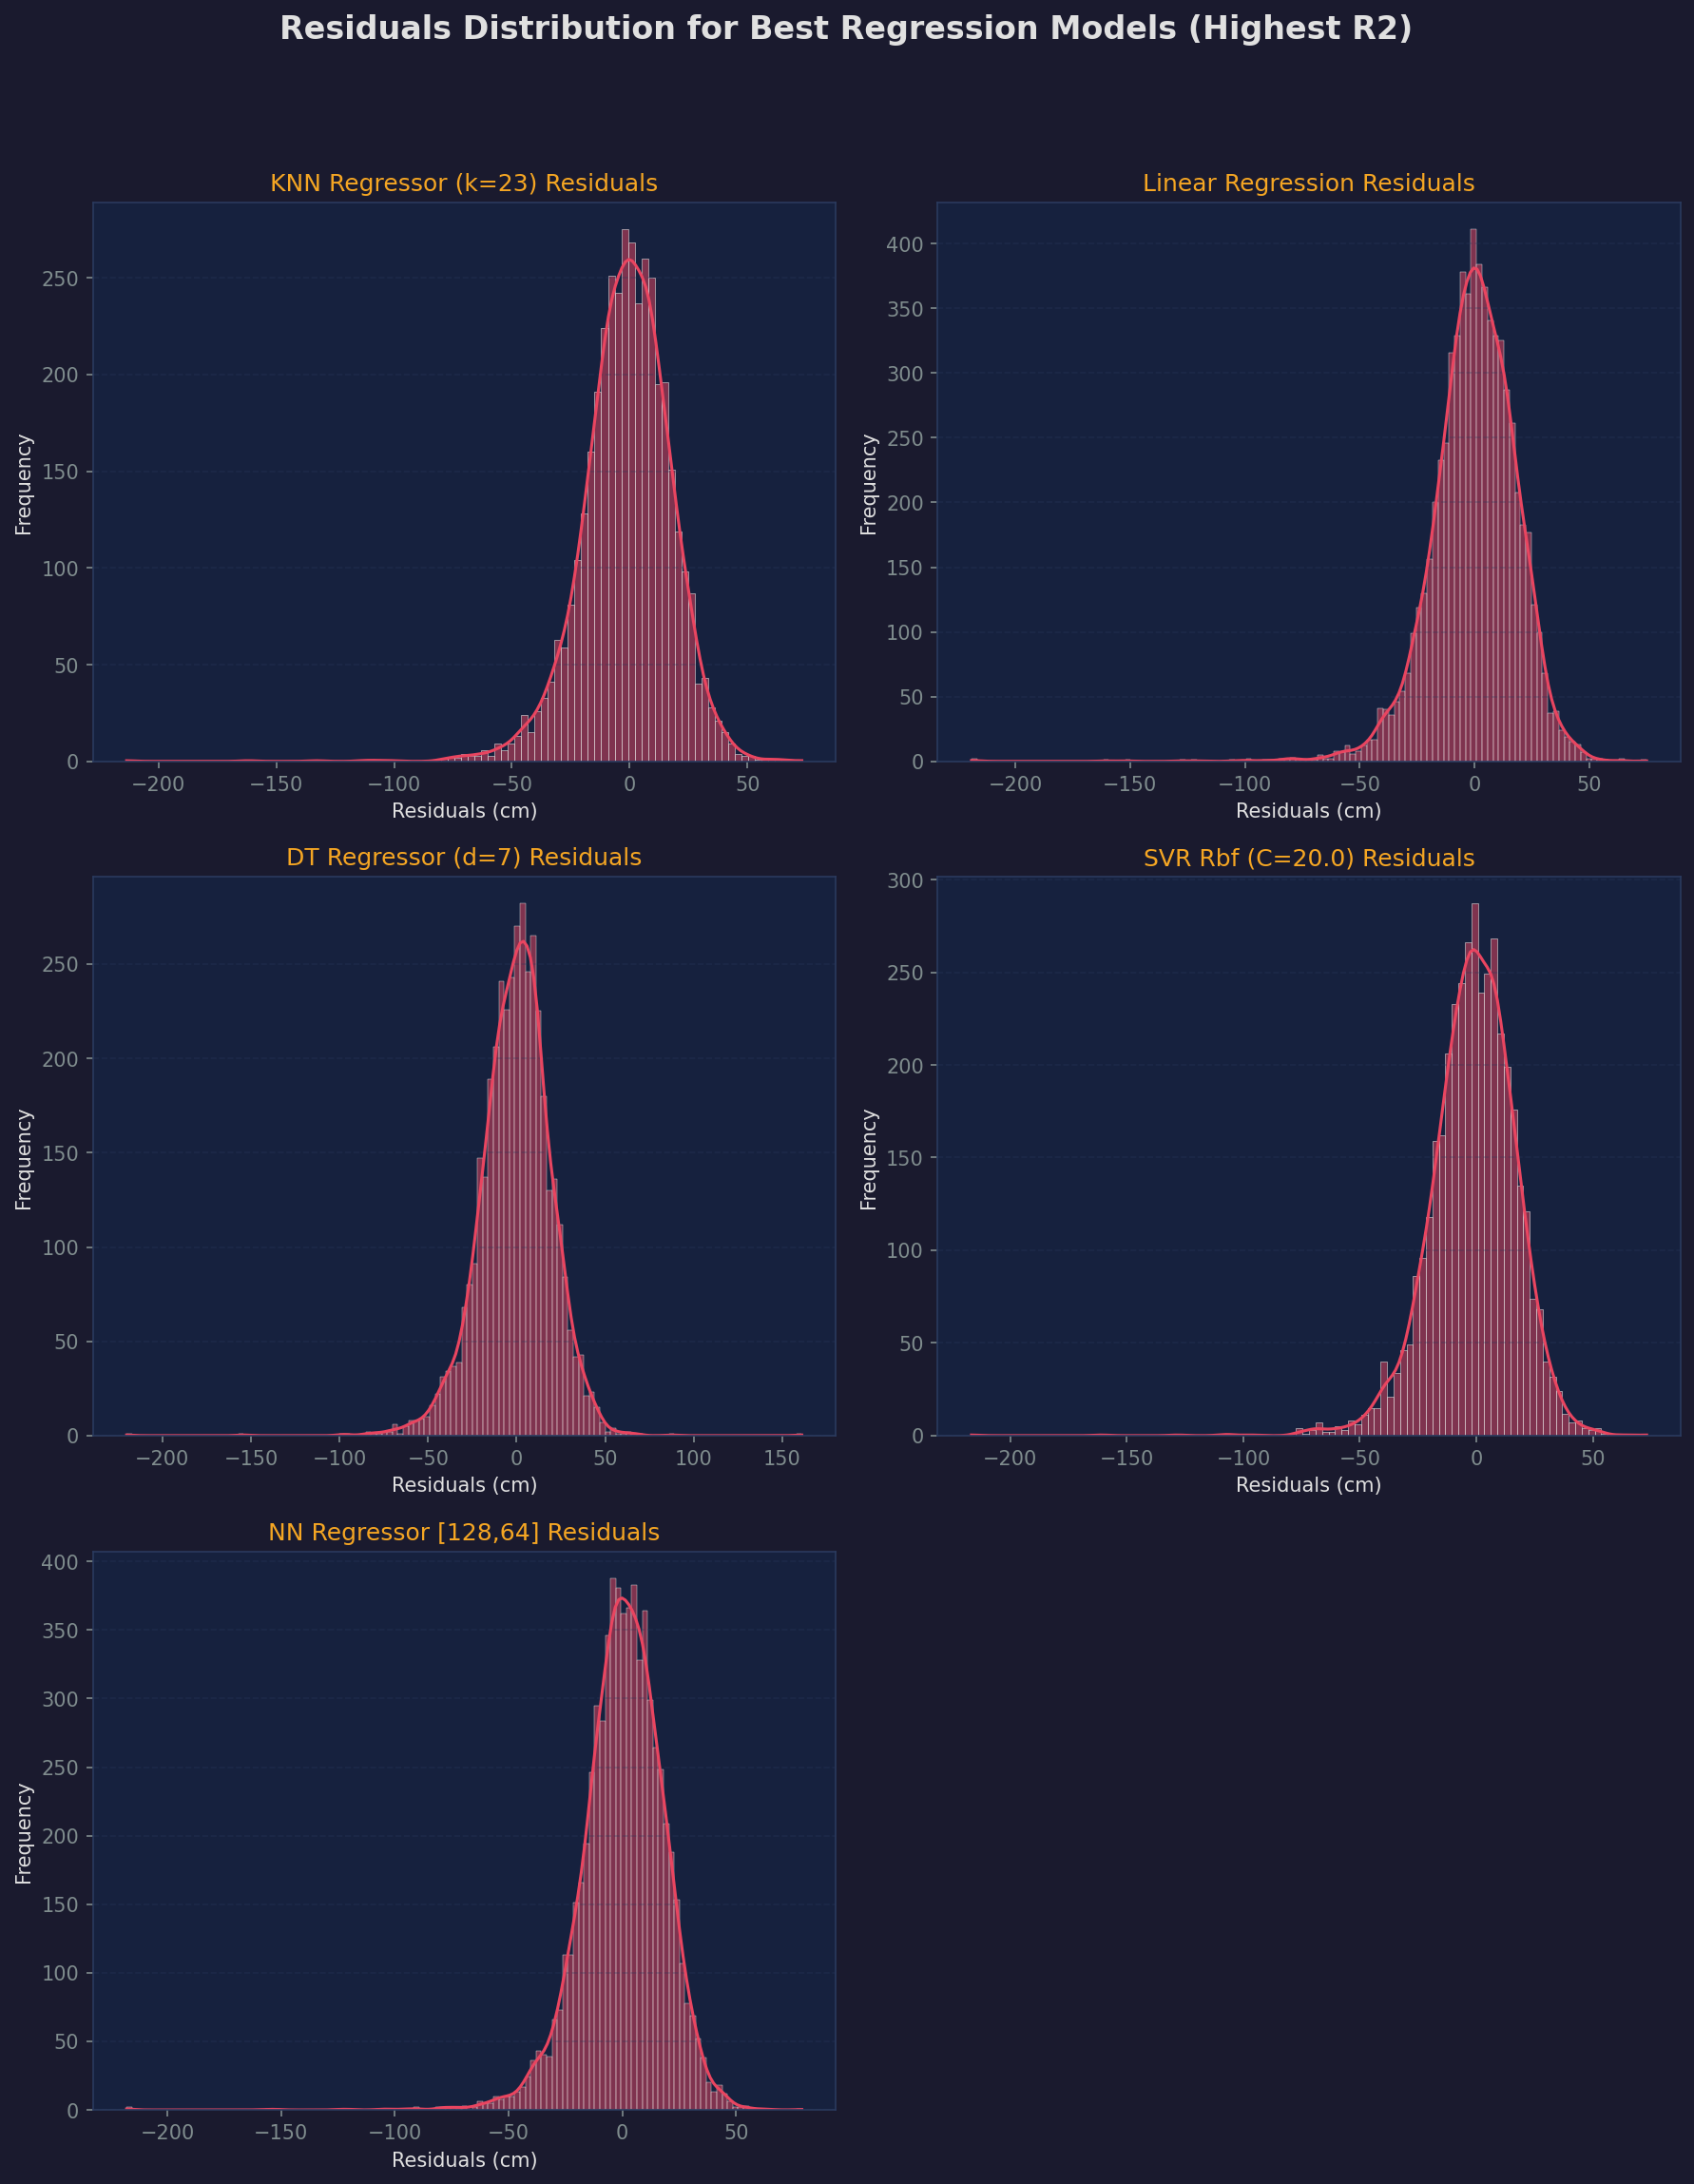 Residuals Distribution for Best Regression Models (Highest R2)
KNN Regressor (k=23) Residuals
Frequency
250
200
150
100
50
0
−200 −150 −100 −50 0 50
Residuals (cm)
Linear Regression Residuals
Frequency
400
350
300
250
200
150
100
50
0
−200 −150 −100 −50 0 50
Residuals (cm)
DT Regressor (d=7) Residuals
Frequency
250
200
150
100
50
0
−200 −150 −100 −50 0 50 100 150
Residuals (cm)
SVR Rbf (C=20.0) Residuals
Frequency
300
250
200
150
100
50
0
−200 −150 −100 −50 0 50
Residuals (cm)
NN Regressor [128,64] Residuals
Frequency
400
350
300
250
200
150
100
50
0
−200 −150 −100 −50 0 50
Residuals (cm)